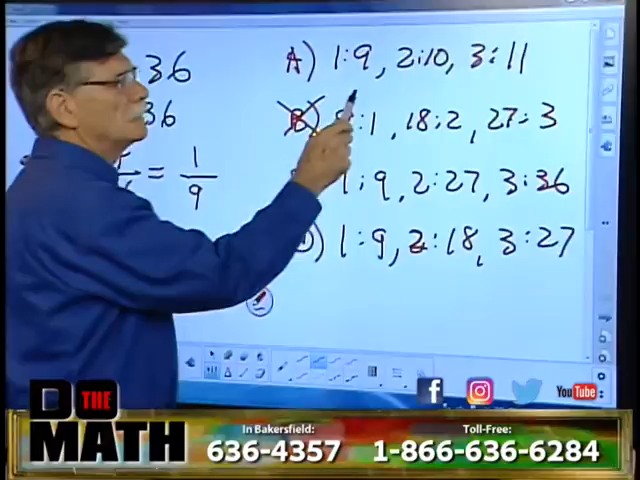 36
36
= 1/9
A) 1:9, 2:10, 3:11
B) :1, 18:2, 27:3
1:9, 2:27, 3:36
) 1:9, 2:18, 3:27
DO THE
MATH
In Bakersfield:
636-4357
Toll-Free:
1-866-636-6284
YouTube